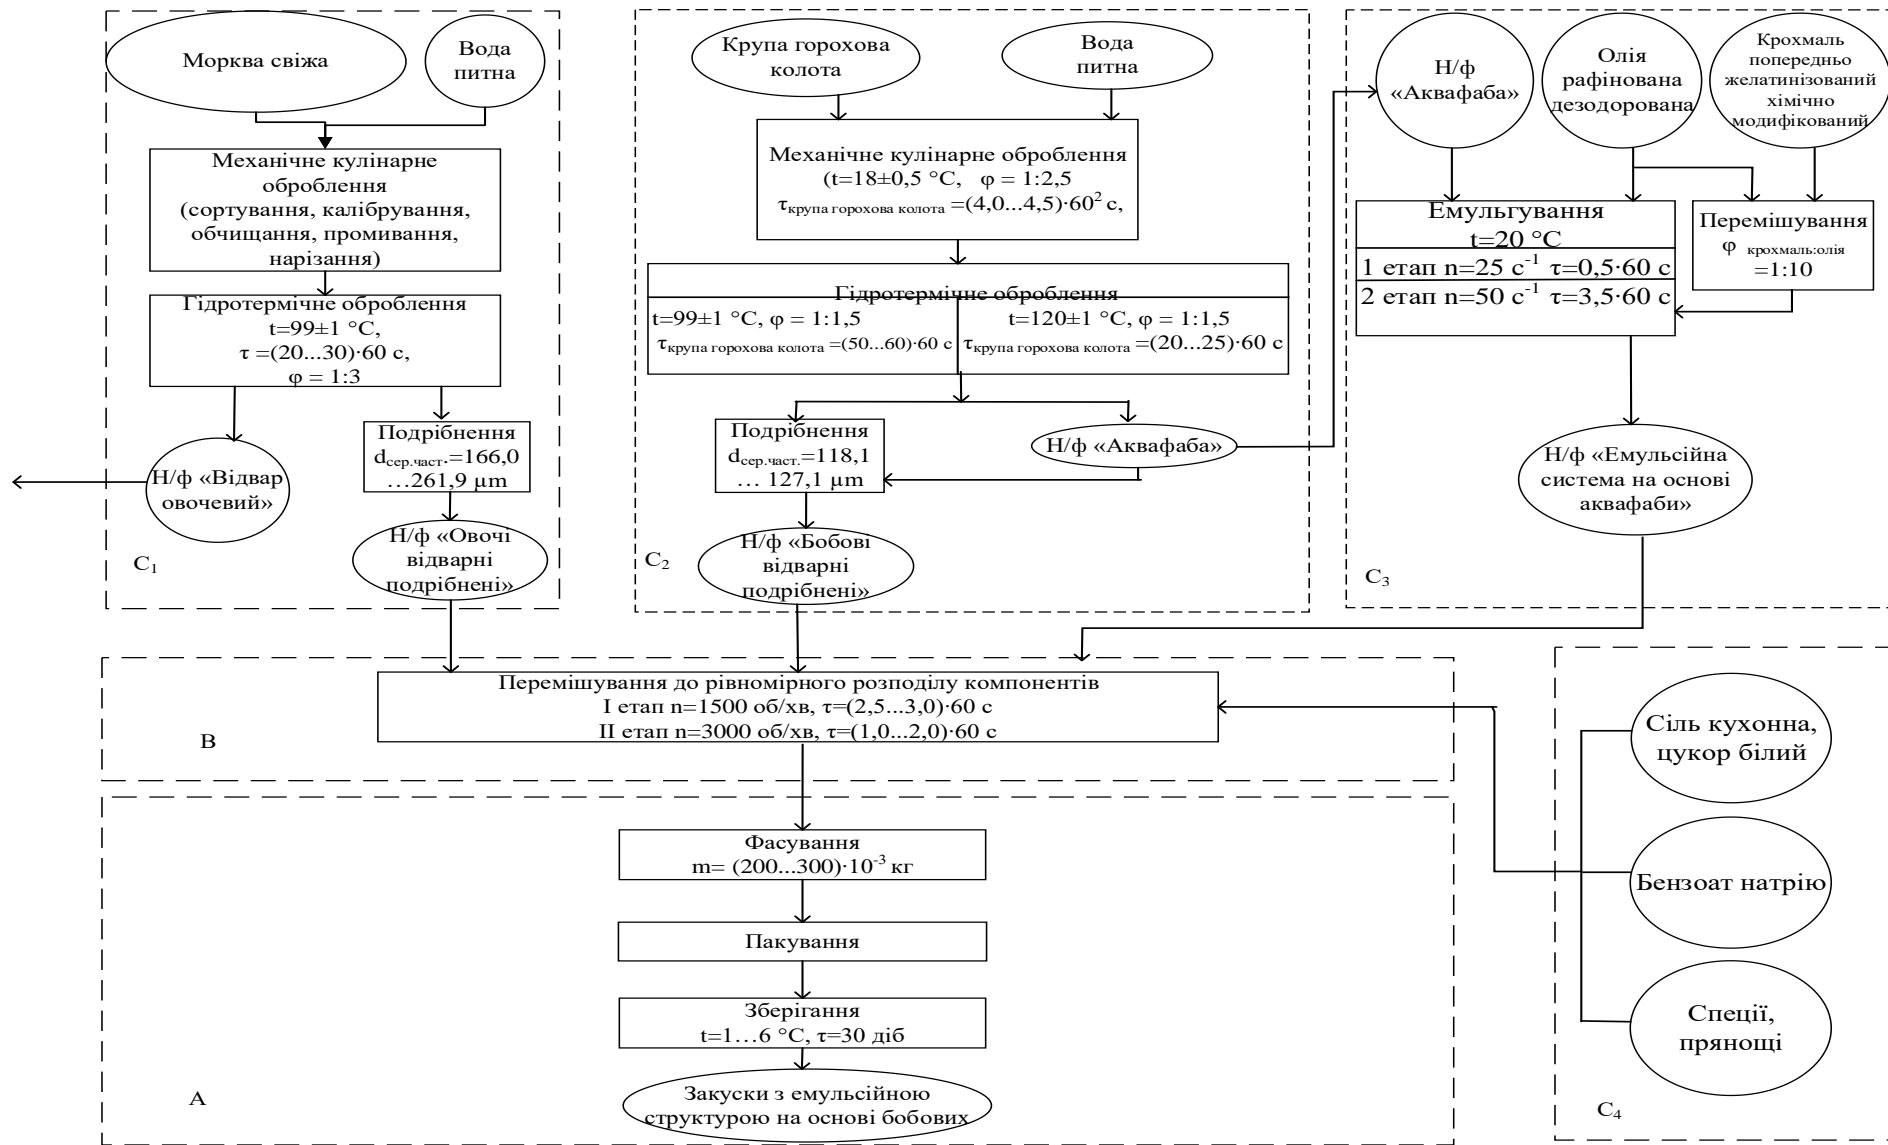 Морква свіжа
Вода
питна
Механічне кулінарне
оброблення
(сортування, калібрування,
обчищання, промивання,
нарізання)
Гідротермічне оброблення
t=99±1 °C,
τ =(20...30)·60 с,
φ = 1:3
Подрібнення
dсер.част.=166,0
…261,9 µm
Н/ф «Відвар
овочевий»
Н/ф «Овочі
відварні
подрібнені»
C₁
Крупа горохова
колота
Вода
питна
Механічне кулінарне оброблення
(t=18±0,5 °C, φ = 1:2,5
τкрупа горохова колота =(4,0...4,5)·60² с,
Гідротермічне оброблення
t=99±1 °C, φ = 1:1,5
τкрупа горохова колота =(50...60)·60 с
t=120±1 °C, φ = 1:1,5
τкрупа горохова колота =(20...25)·60 с
Подрібнення
dсер.част.=118,1
… 127,1 µm
Н/ф «Аквафаба»
Н/ф «Бобові
відварні
подрібнені»
C₂
Н/ф
«Аквафаба»
Олія
рафінована
дезодорована
Крохмаль
попередньо
желатинізований
хімічно
модифікований
Емульгування
t=20 °C
1 етап n=25 с⁻¹ τ=0,5·60 с
2 етап n=50 с⁻¹ τ=3,5·60 с
Перемішування
φ крохмаль:олія
=1:10
Н/ф «Емульсійна
система на основі
аквафаби»
C₃
Перемішування до рівномірного розподілу компонентів
I етап n=1500 об/хв, τ=(2,5...3,0)·60 с
II етап n=3000 об/хв, τ=(1,0...2,0)·60 с
B
Сіль кухонна,
цукор білий
Бензоат натрію
Спеції,
прянощі
C₄
Фасування
m= (200...300)·10⁻³ кг
Пакування
Зберігання
t=1…6 °C, τ=30 діб
Закуски з емульсійною
структурою на основі бобових
A